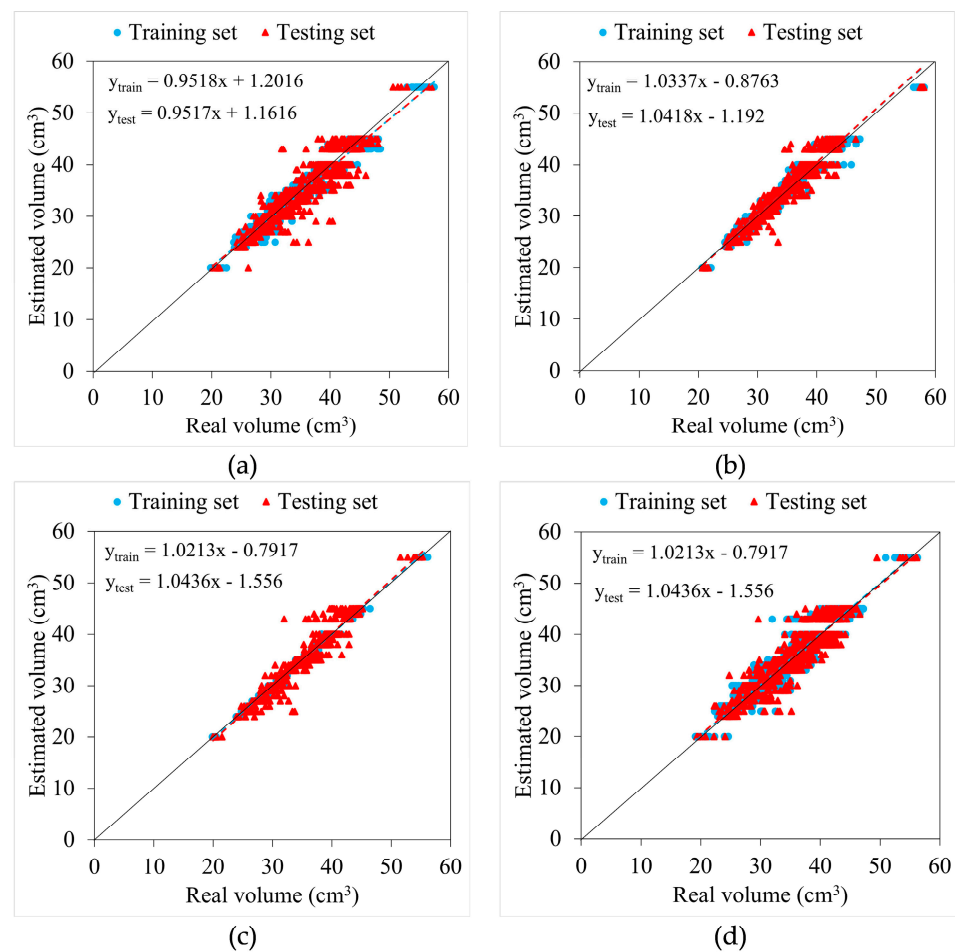 Training set Testing set
y_train = 0.9518x + 1.2016
y_test = 0.9517x + 1.1616
Estimated volume (cm³)
60
50
40
30
20
10
0
0 10 20 30 40 50 60
Real volume (cm³)
(a)
Training set Testing set
y_train = 1.0337x - 0.8763
y_test = 1.0418x - 1.192
Estimated volume (cm³)
60
50
40
30
20
10
0
0 10 20 30 40 50 60
Real volume (cm³)
(b)
Training set Testing set
y_train = 1.0213x - 0.7917
y_test = 1.0436x - 1.556
Estimated volume (cm³)
60
50
40
30
20
10
0
0 10 20 30 40 50 60
Real volume (cm³)
(c)
Training set Testing set
y_train = 1.0213x - 0.7917
y_test = 1.0436x - 1.556
Estimated volume (cm³)
60
50
40
30
20
10
0
0 10 20 30 40 50 60
Real volume (cm³)
(d)